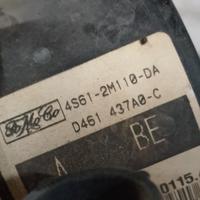 FoMoCo
4S61-2M110-DA
D461 437A0-C
A
BE
0115.